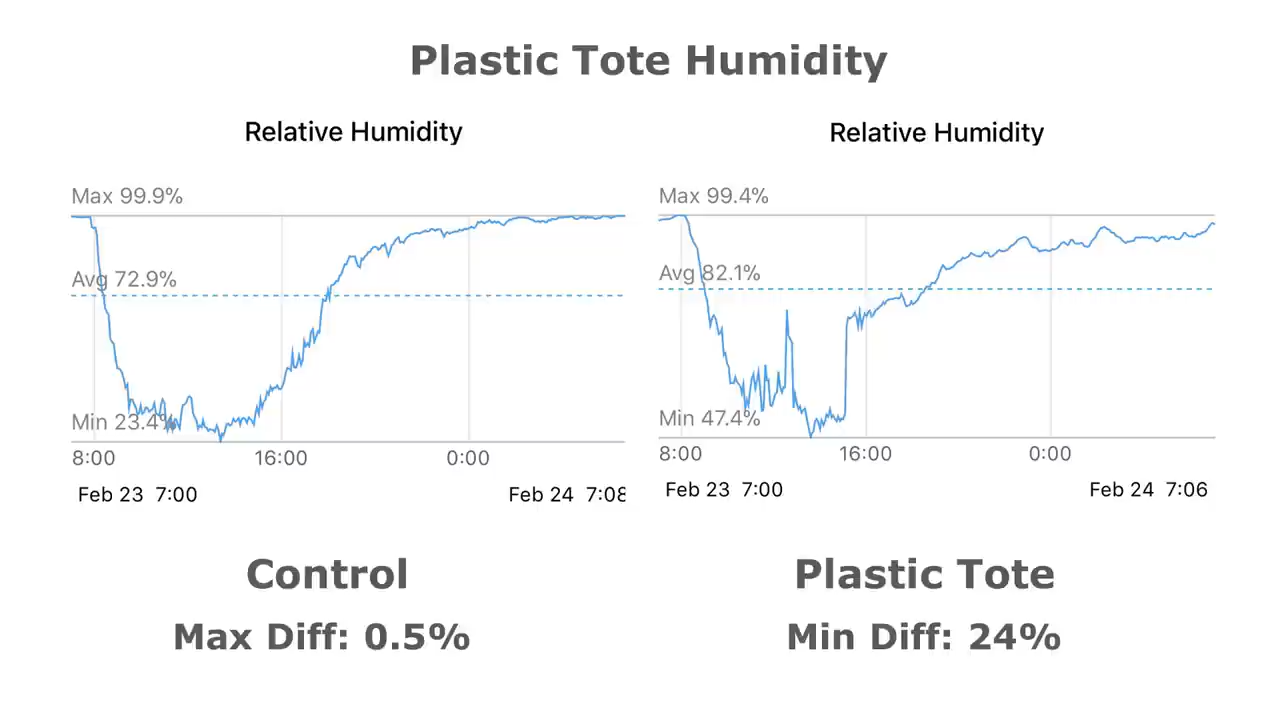 Plastic Tote Humidity
Relative Humidity
Max 99.9%
Avg 72.9%
Min 23.4%
8:00 16:00 0:00
Feb 23 7:00 Feb 24 7:08
Relative Humidity
Max 99.4%
Avg 82.1%
Min 47.4%
8:00 16:00 0:00
Feb 23 7:00 Feb 24 7:06
Control
Max Diff: 0.5%
Plastic Tote
Min Diff: 24%